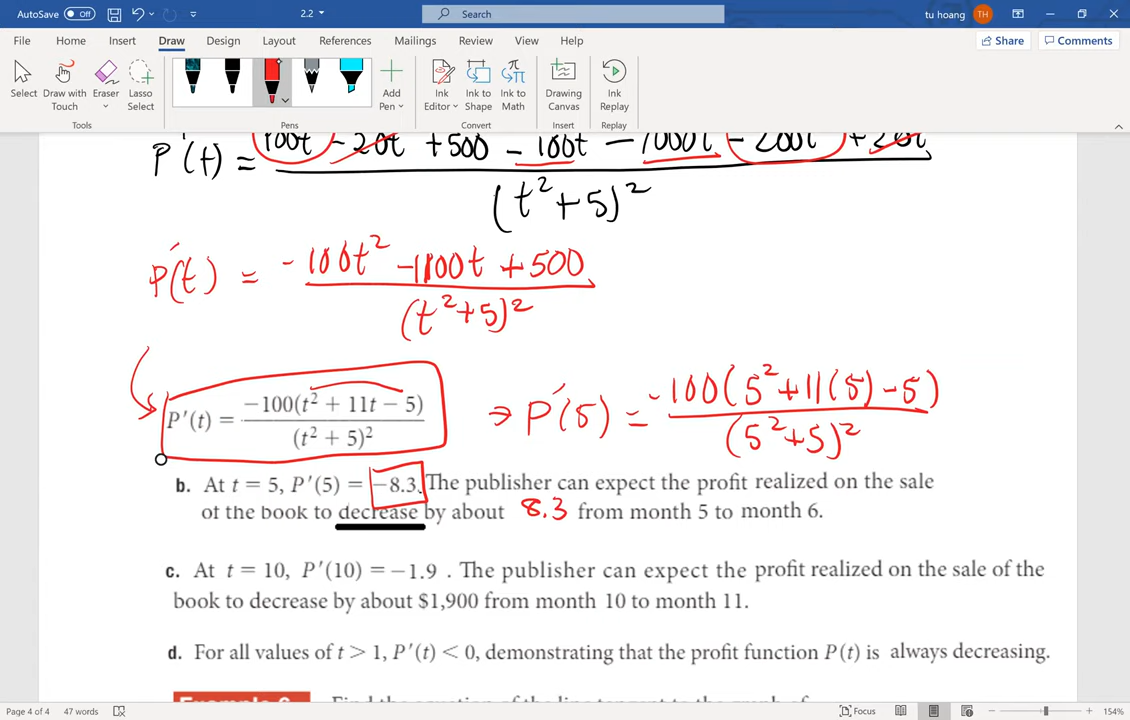 AutoSave Off 2.2 Search tu hoang TH
File Home Insert Draw Design Layout References Mailings Review View Help Share Comments
Select Draw with Touch Eraser Lasso Select Add Pen Ink Editor Ink to Shape Ink to Math Drawing Canvas Ink Replay
Tools Pens Convert Insert Replay
P'(t) = 100t - 20t + 500 - 100t - 1000t - 200t + 20t
(t² + 5)²
P'(t) = -100t² - 1100t + 500
(t² + 5)²
P'(t) = −100(t² + 11t − 5) ⇒ P'(5) = -100(5² + 11(5) - 5)
(t² + 5)² (5² + 5)²
b. At t = 5, P'(5) = −8.3. The publisher can expect the profit realized on the sale
of the book to decrease by about 8.3 from month 5 to month 6.
c. At t = 10, P'(10) = −1.9 . The publisher can expect the profit realized on the sale of the
book to decrease by about $1,900 from month 10 to month 11.
d. For all values of t > 1, P'(t) < 0, demonstrating that the profit function P(t) is always decreasing.
Page 4 of 4 47 words Focus 154%